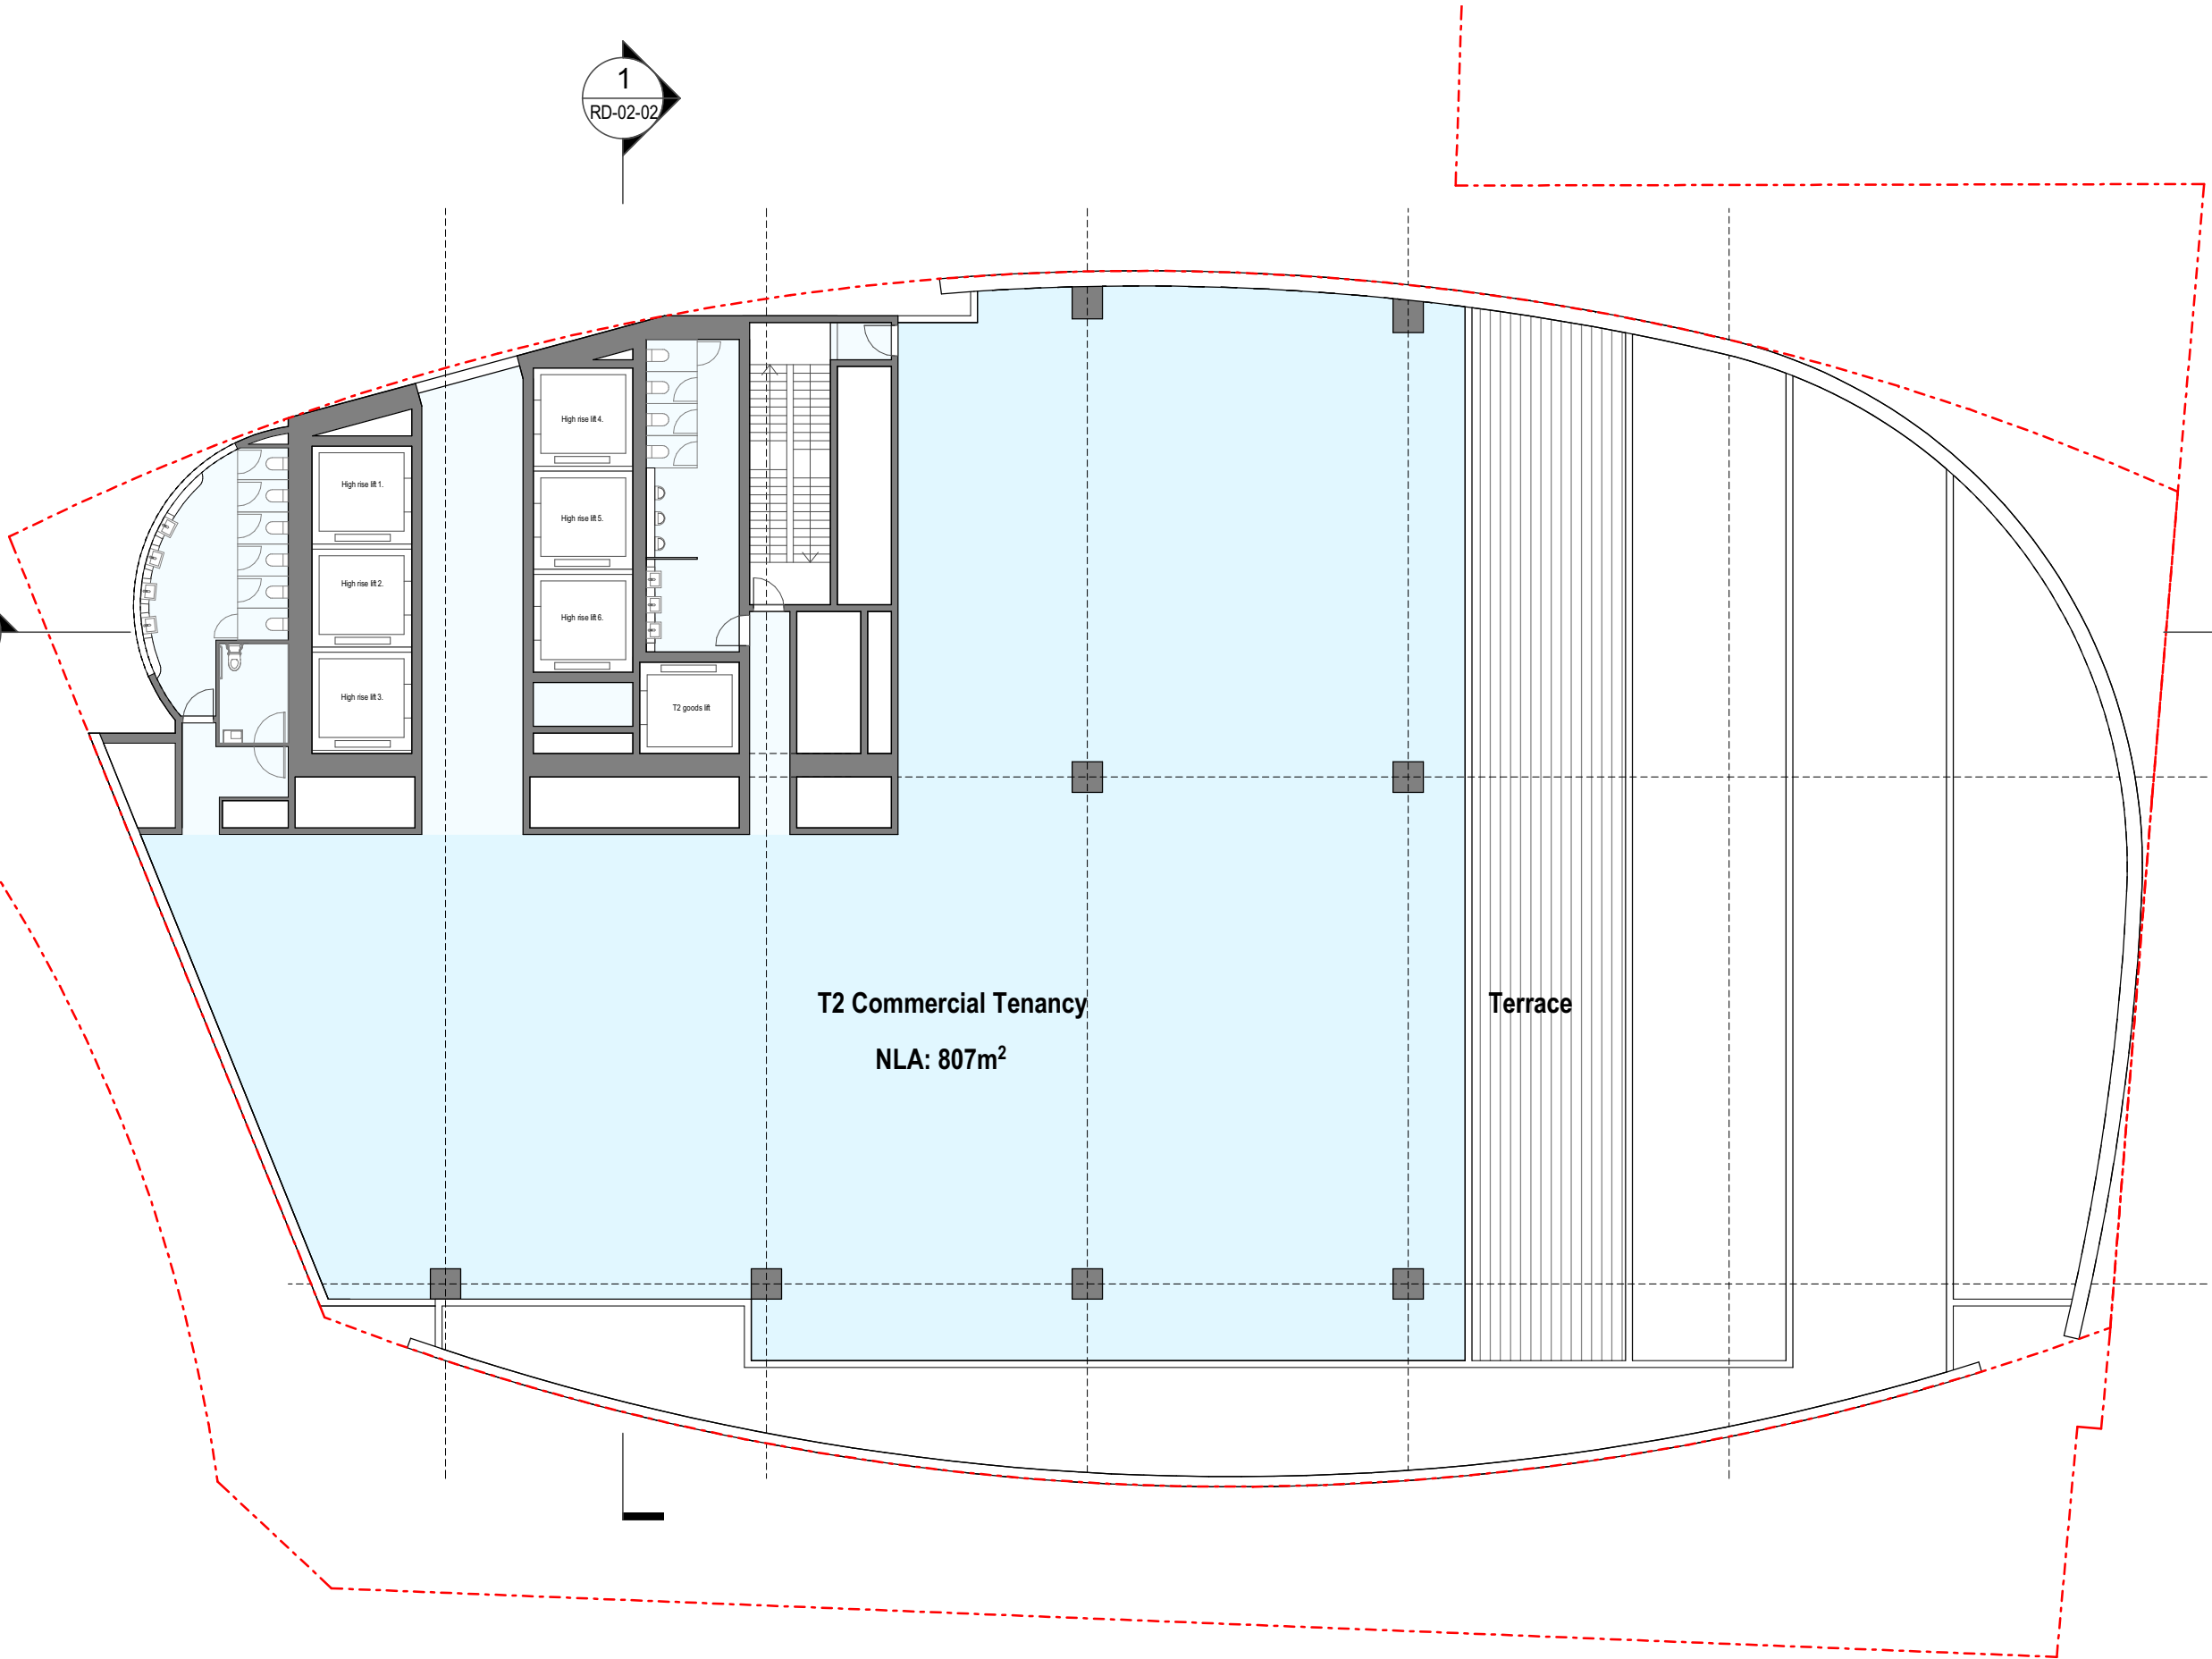 1
RD-02-02
High rise lift 4.
High rise lift 1.
High rise lift 5.
High rise lift 2.
High rise lift 6.
High rise lift 3.
T2 goods lift
T2 Commercial Tenancy
Terrace
NLA: 807m²